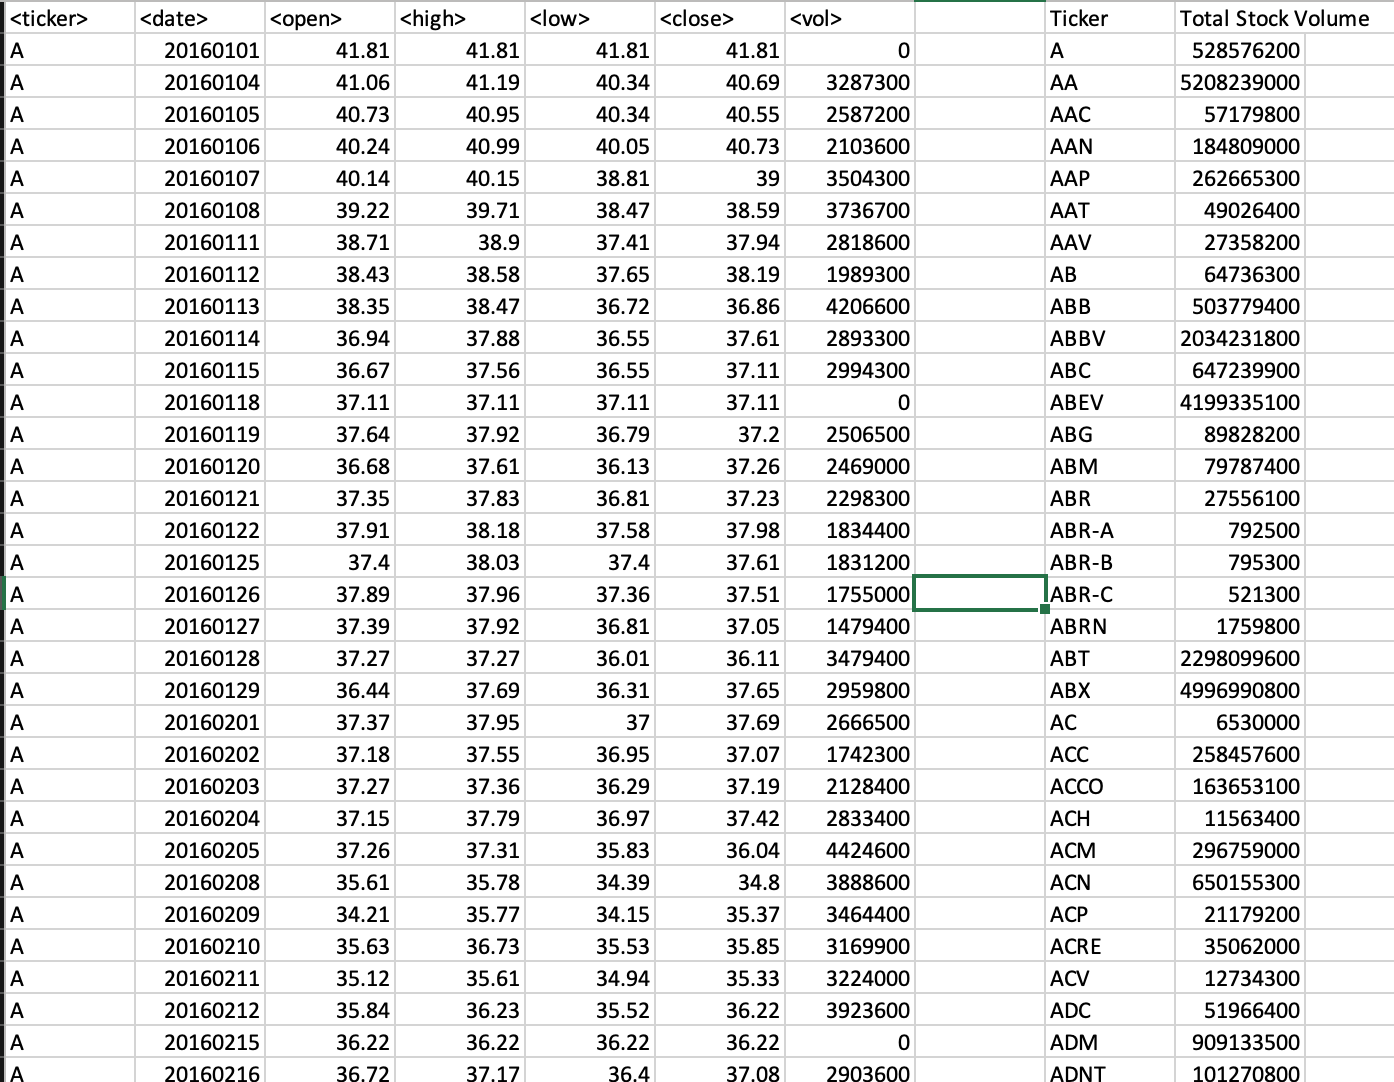 <ticker> <date> <open> <high> <low> <close> <vol> Ticker Total Stock Volume
A 20160101 41.81 41.81 41.81 41.81 0 A 528576200
A 20160104 41.06 41.19 40.34 40.69 3287300 AA 5208239000
A 20160105 40.73 40.95 40.34 40.55 2587200 AAC 57179800
A 20160106 40.24 40.99 40.05 40.73 2103600 AAN 184809000
A 20160107 40.14 40.15 38.81 39 3504300 AAP 262665300
A 20160108 39.22 39.71 38.47 38.59 3736700 AAT 49026400
A 20160111 38.71 38.9 37.41 37.94 2818600 AAV 27358200
A 20160112 38.43 38.58 37.65 38.19 1989300 AB 64736300
A 20160113 38.35 38.47 36.72 36.86 4206600 ABB 503779400
A 20160114 36.94 37.88 36.55 37.61 2893300 ABBV 2034231800
A 20160115 36.67 37.56 36.55 37.11 2994300 ABC 647239900
A 20160118 37.11 37.11 37.11 37.11 0 ABEV 4199335100
A 20160119 37.64 37.92 36.79 37.2 2506500 ABG 89828200
A 20160120 36.68 37.61 36.13 37.26 2469000 ABM 79787400
A 20160121 37.35 37.83 36.81 37.23 2298300 ABR 27556100
A 20160122 37.91 38.18 37.58 37.98 1834400 ABR-A 792500
A 20160125 37.4 38.03 37.4 37.61 1831200 ABR-B 795300
A 20160126 37.89 37.96 37.36 37.51 1755000 ABR-C 521300
A 20160127 37.39 37.92 36.81 37.05 1479400 ABRN 1759800
A 20160128 37.27 37.27 36.01 36.11 3479400 ABT 2298099600
A 20160129 36.44 37.69 36.31 37.65 2959800 ABX 4996990800
A 20160201 37.37 37.95 37 37.69 2666500 AC 6530000
A 20160202 37.18 37.55 36.95 37.07 1742300 ACC 258457600
A 20160203 37.27 37.36 36.29 37.19 2128400 ACCO 163653100
A 20160204 37.15 37.79 36.97 37.42 2833400 ACH 11563400
A 20160205 37.26 37.31 35.83 36.04 4424600 ACM 296759000
A 20160208 35.61 35.78 34.39 34.8 3888600 ACN 650155300
A 20160209 34.21 35.77 34.15 35.37 3464400 ACP 21179200
A 20160210 35.63 36.73 35.53 35.85 3169900 ACRE 35062000
A 20160211 35.12 35.61 34.94 35.33 3224000 ACV 12734300
A 20160212 35.84 36.23 35.52 36.22 3923600 ADC 51966400
A 20160215 36.22 36.22 36.22 36.22 0 ADM 909133500
A 20160216 36.72 37.17 36.4 37.08 2903600 ADNT 101270800